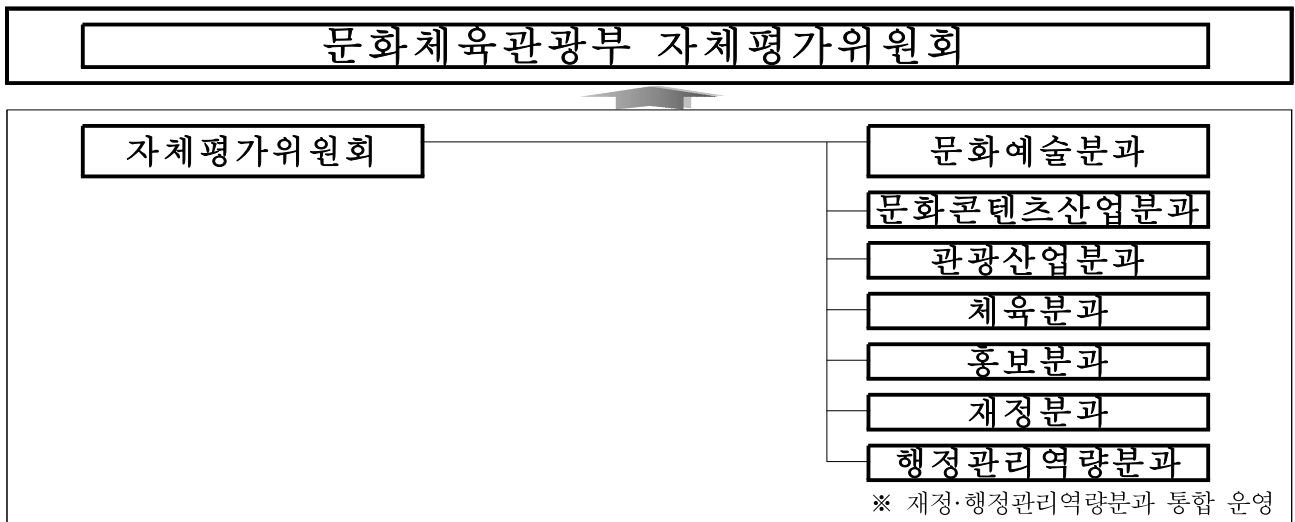 문화체육관광부 자체평가위원회
자체평가위원회
문화예술분과
문화콘텐츠산업분과
관광산업분과
체육분과
홍보분과
재정분과
행정관리역량분과
※ 재정·행정관리역량분과 통합 운영